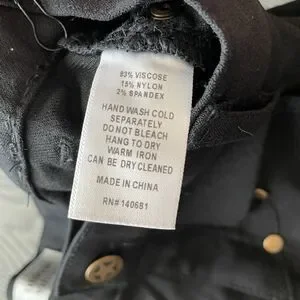 83% VISCOSE
15% NYLON
2% SPANDEX
HAND WASH COLD
SEPARATELY
DO NOT BLEACH
HANG TO DRY
WARM IRON
CAN BE DRY CLEANED
MADE IN CHINA
RN# 140681